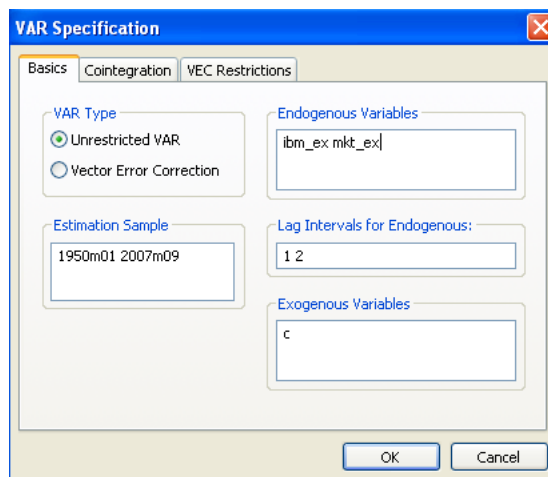 VAR Specification
Basics
Cointegration
VEC Restrictions
VAR Type
Unrestricted VAR
Vector Error Correction
Estimation Sample
1950m01 2007m09
Endogenous Variables
ibm_ex mkt_ex
Lag Intervals for Endogenous:
1 2
Exogenous Variables
c
OK
Cancel